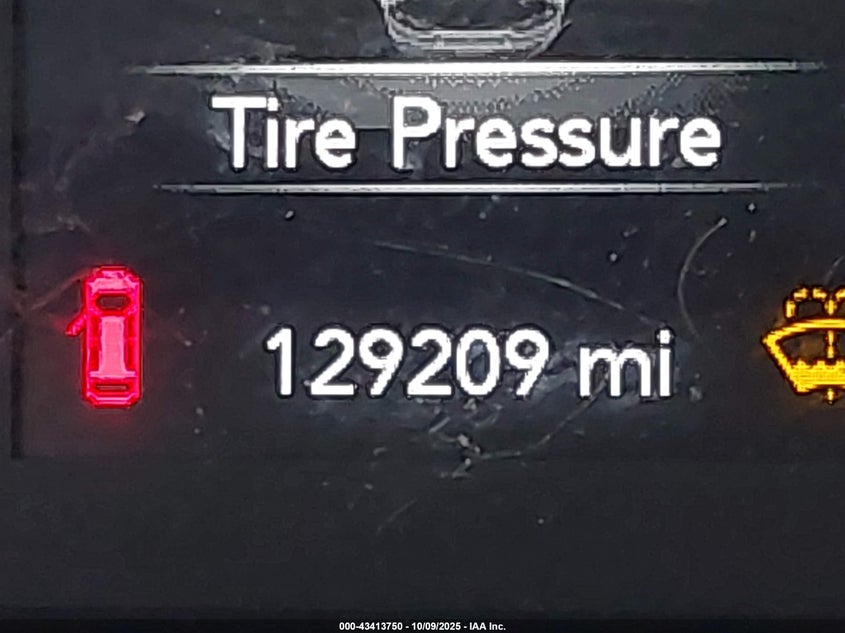 Tire Pressure
129209 mi
000-43413750 - 10/09/2025 - IAA Inc.